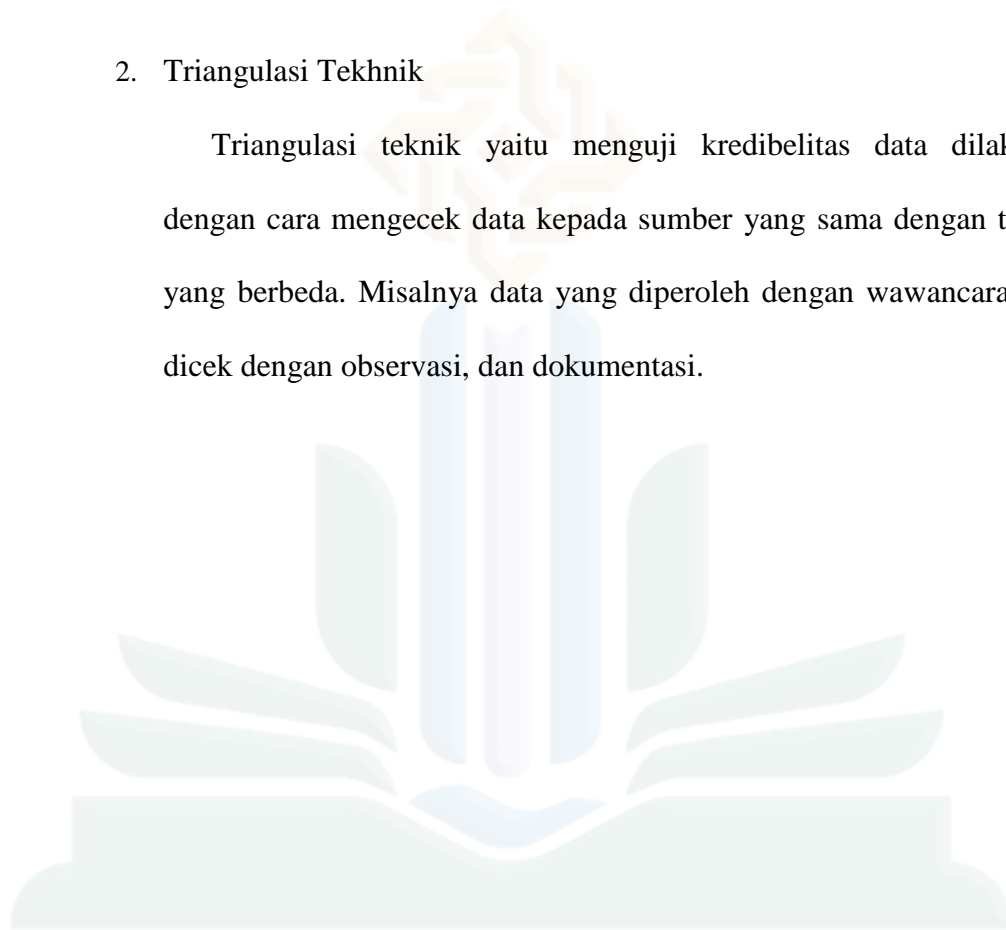 2. Triangulasi Tekhnik
Triangulasi teknik yaitu menguji kredibelitas data
dengan cara mengecek data kepada sumber yang sama dengan
yang berbeda. Misalnya data yang diperoleh dengan wawancara
dicek dengan observasi, dan dokumentasi.